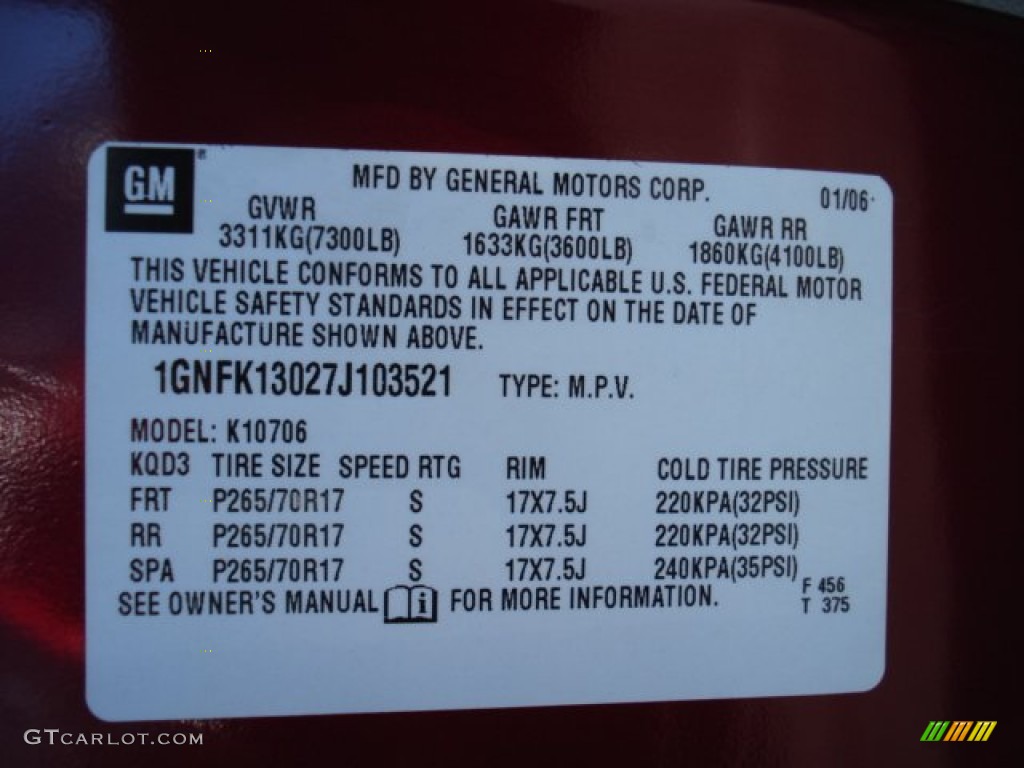 GM ® MFD BY GENERAL MOTORS CORP. 01/06
GVWR GAWR FRT GAWR RR
3311KG(7300LB) 1633KG(3600LB) 1860KG(4100LB)
THIS VEHICLE CONFORMS TO ALL APPLICABLE U.S. FEDERAL MOTOR
VEHICLE SAFETY STANDARDS IN EFFECT ON THE DATE OF
MANUFACTURE SHOWN ABOVE.
1GNFK13027J103521 TYPE: M.P.V.
MODEL: K10706
KQD3 TIRE SIZE SPEED RTG RIM COLD TIRE PRESSURE
FRT P265/70R17 S 17X7.5J 220KPA(32PSI)
RR P265/70R17 S 17X7.5J 220KPA(32PSI)
SPA P265/70R17 S 17X7.5J 240KPA(35PSI)
SEE OWNER'S MANUAL i FOR MORE INFORMATION.
F 456
T 375
GTCARLOT.COM